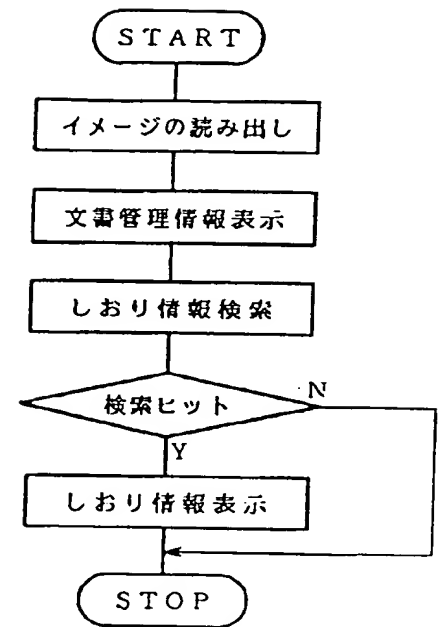 START
イメージの読み出し
文書管理情報表示
しおり情報検索
検索ヒット
N
Y
しおり情報表示
STOP